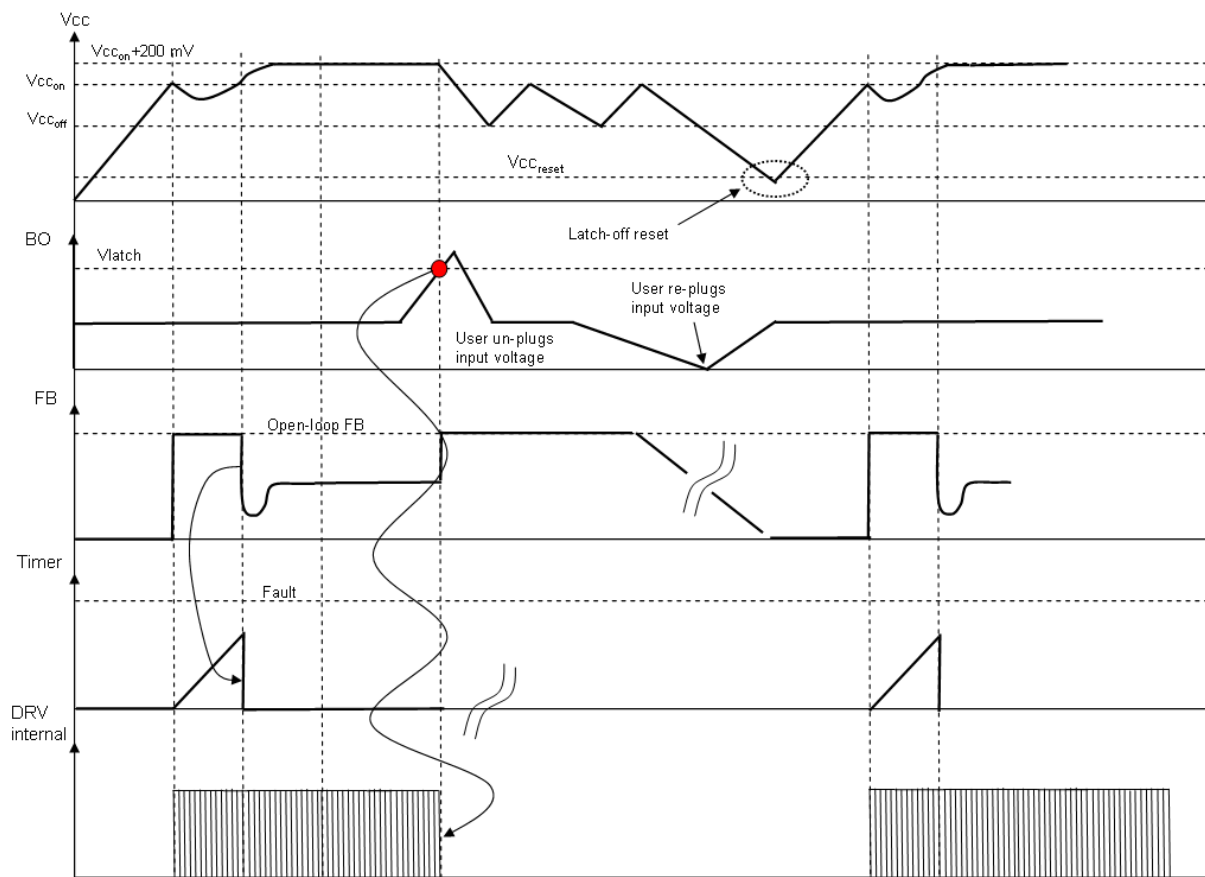 Vcc
Vccon+200 mV
Vccon
Vccoff
Vccreset
Latch-off reset
BO
Vlatch
User re-plugs
input voltage
User un-plugs
input voltage
FB
Open-loop FB
Timer
Fault
DRV
internal